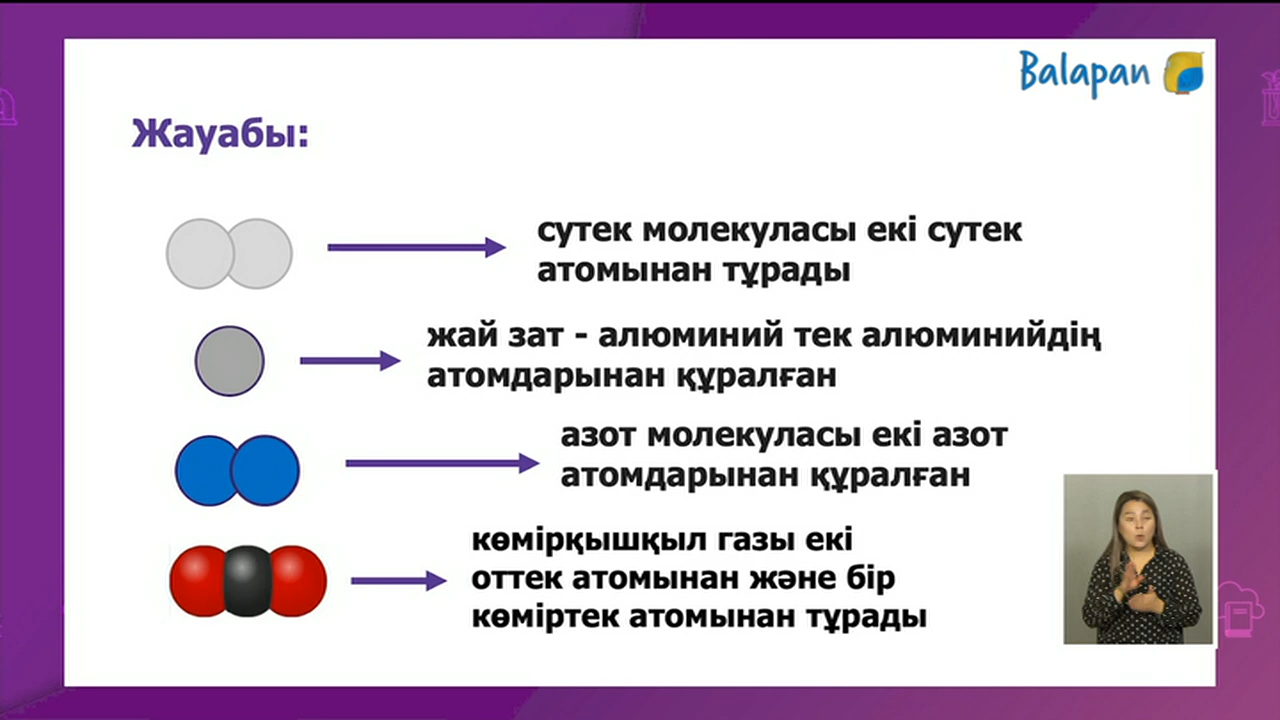 Balapan
Жауабы:
сутек молекуласы екі сутек
атомынан тұрады
жай зат - алюминий тек алюминийдің
атомдарынан құралған
азот молекуласы екі азот
атомдарынан құралған
көмірқышқыл газы екі
оттек атомынан және бір
көміртек атомынан тұрады